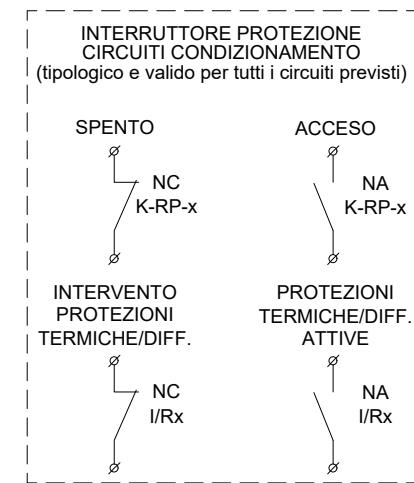 INTERRUTTORE PROTEZIONE
CIRCUITI CONDIZIONAMENTO
(tipologico e valido per tutti i circuiti previsti)
SPENTO
NC
K-RP-x
ACCESO
NA
K-RP-x
INTERVENTO
PROTEZIONI
TERMICHE/DIFF.
NC
I/Rx
PROTEZIONI
TERMICHE/DIFF.
ATTIVE
NA
I/Rx